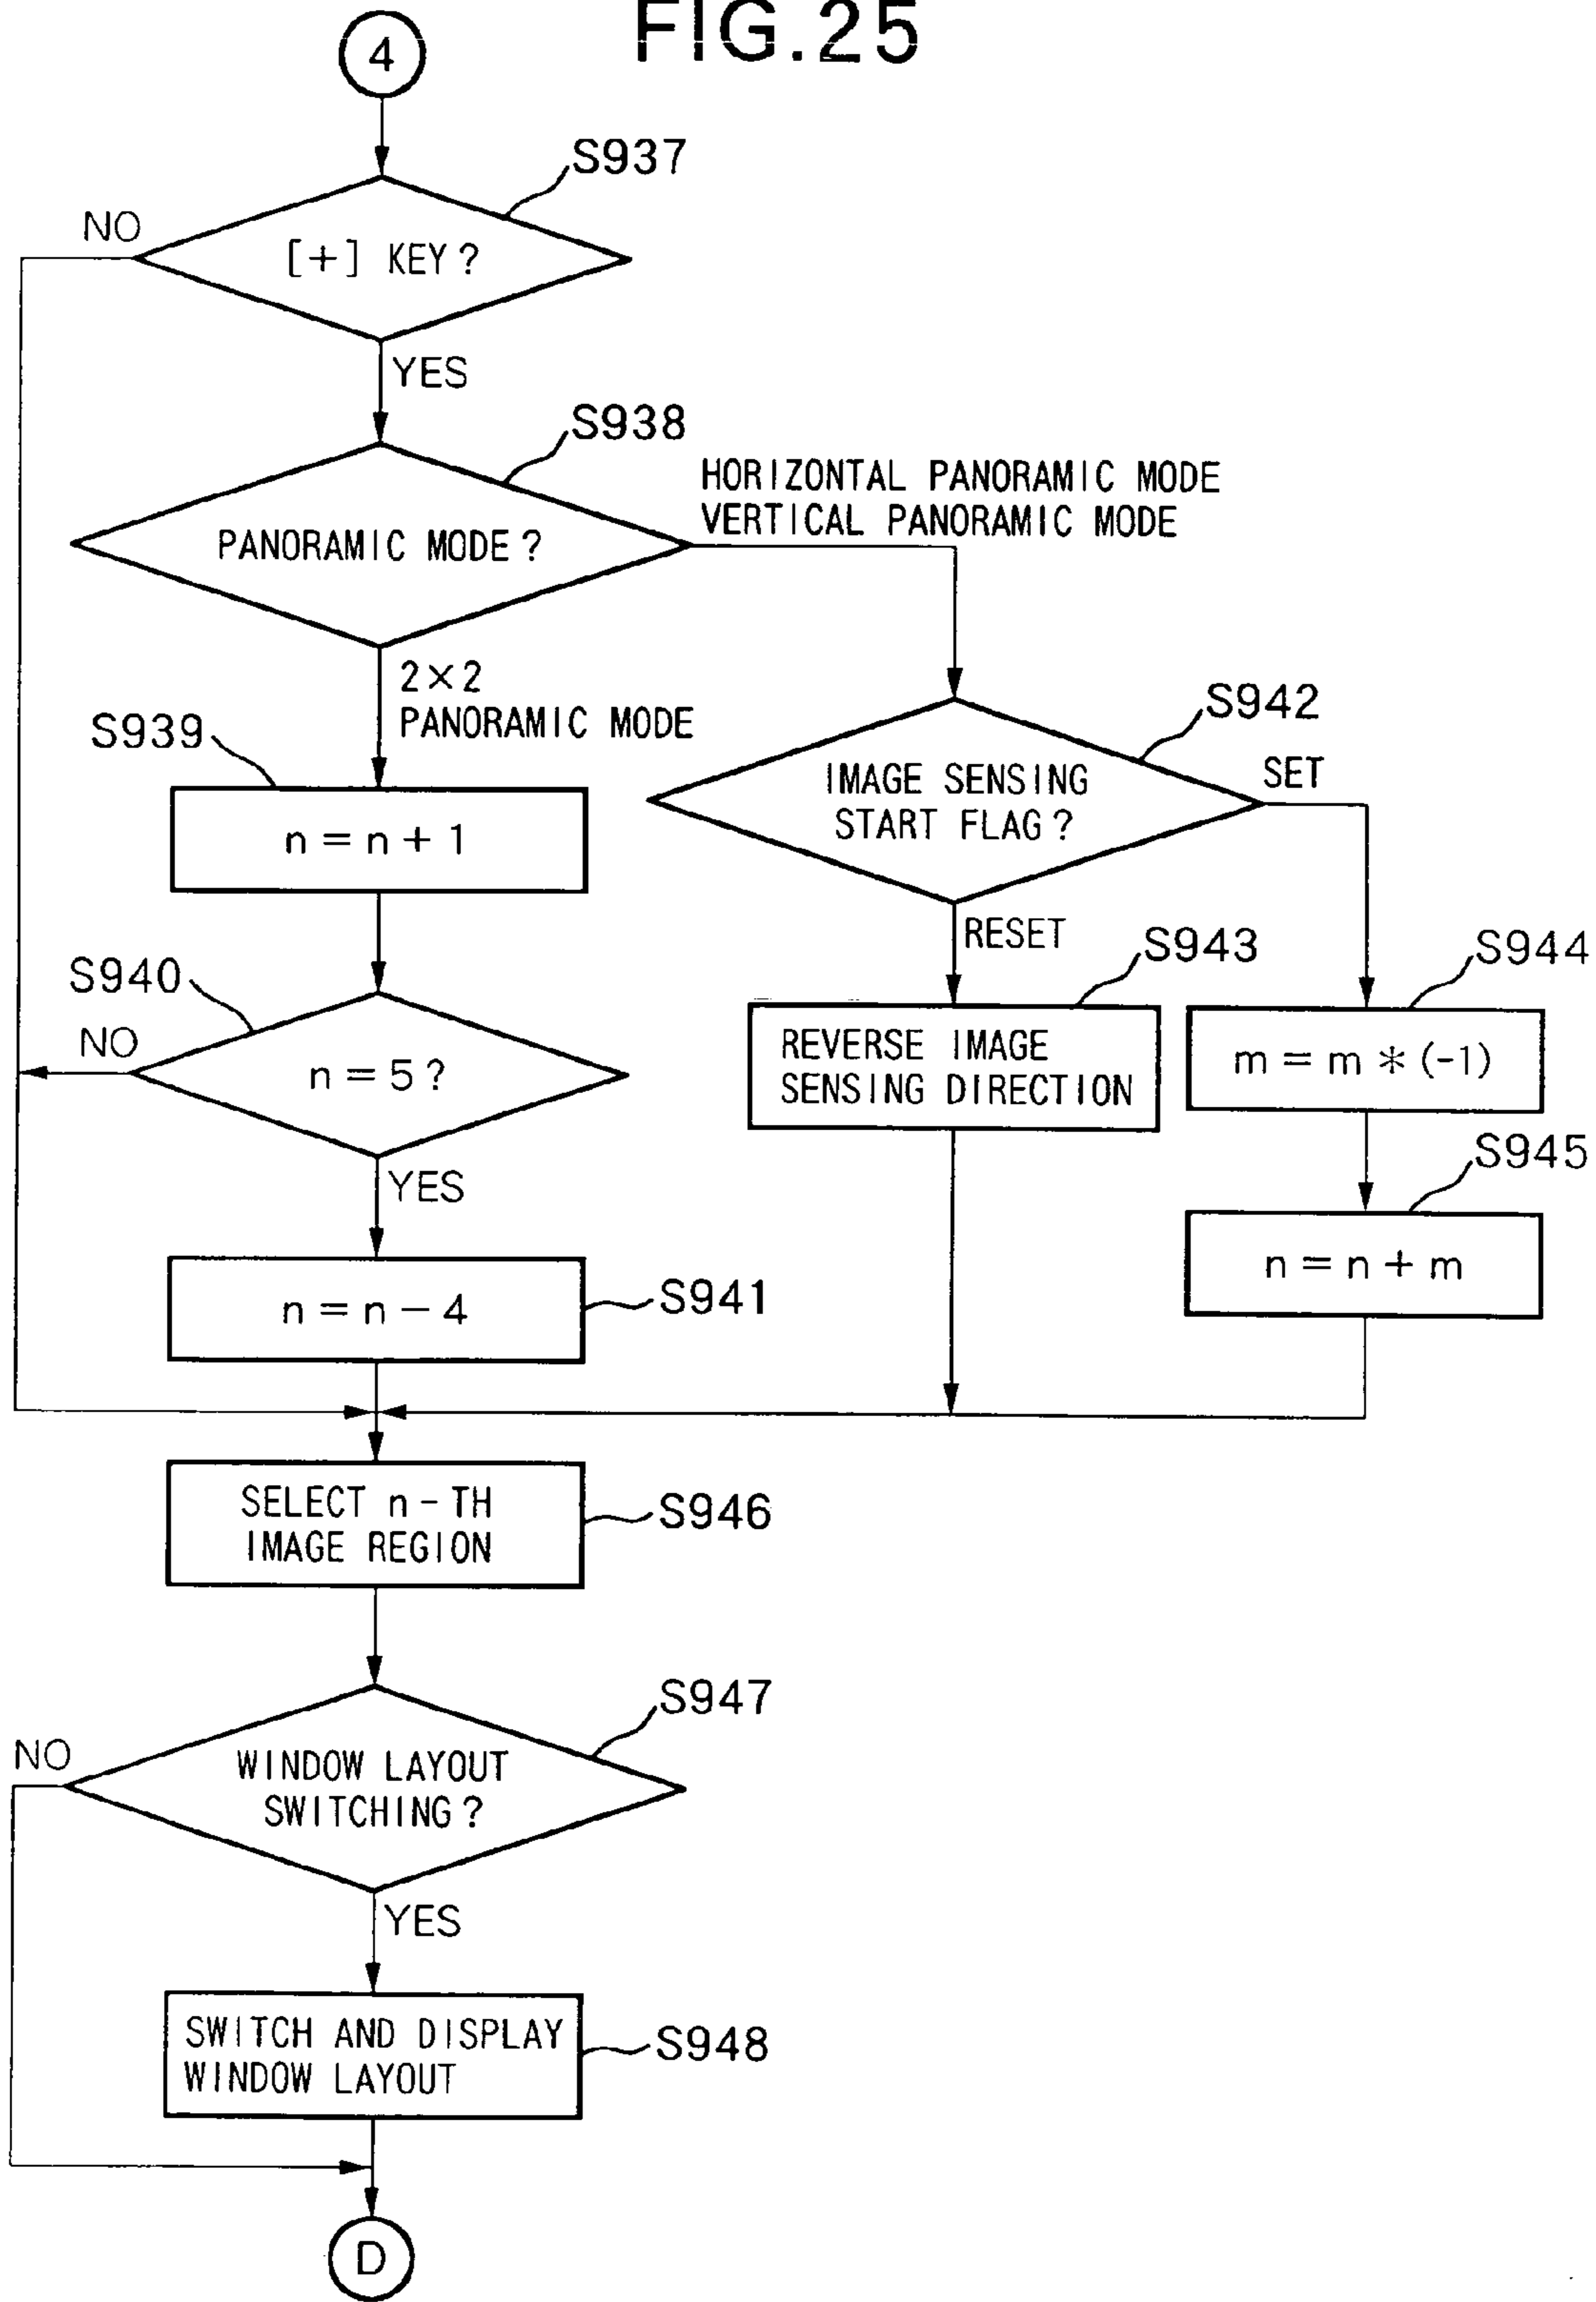 FIG.25
4
S937
NO
[+] KEY?
YES
S938
HORIZONTAL PANORAMIC MODE
VERTICAL PANORAMIC MODE
PANORAMIC MODE?
2×2
PANORAMIC MODE
S939
n = n + 1
S942
IMAGE SENSING
START FLAG?
SET
RESET
S940
NO
n = 5?
YES
S943
REVERSE IMAGE
SENSING DIRECTION
S944
m = m * (-1)
S945
n = n + m
n = n - 4
S941
SELECT n-TH
IMAGE REGION
S946
S947
NO
WINDOW LAYOUT
SWITCHING?
YES
SWITCH AND DISPLAY
WINDOW LAYOUT
S948
D